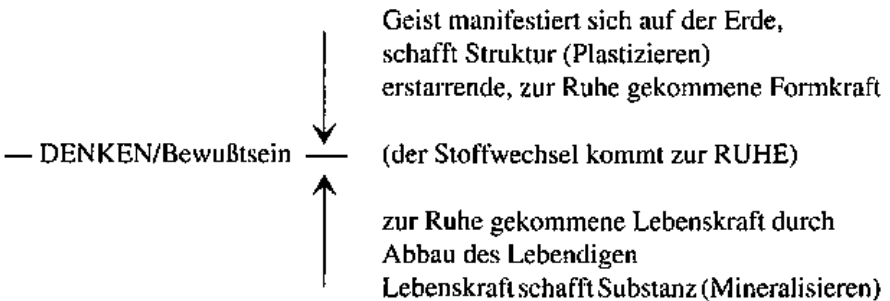 Geist manifestiert sich auf der Erde,
schafft Struktur (Plastizieren)
erstarrende, zur Ruhe gekommene Formkraft
— DENKEN/Bewußtsein — (der Stoffwechsel kommt zur RUHE)
zur Ruhe gekommene Lebenskraft durch
Abbau des Lebendigen
Lebenskraft schafft Substanz (Mineralisieren)